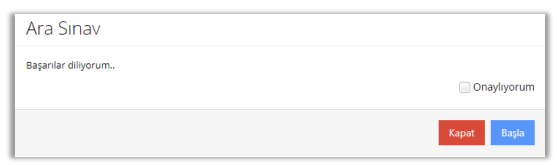 Ara Sınav
Başarılar diliyorum..
Onaylıyorum
Kapat Başla